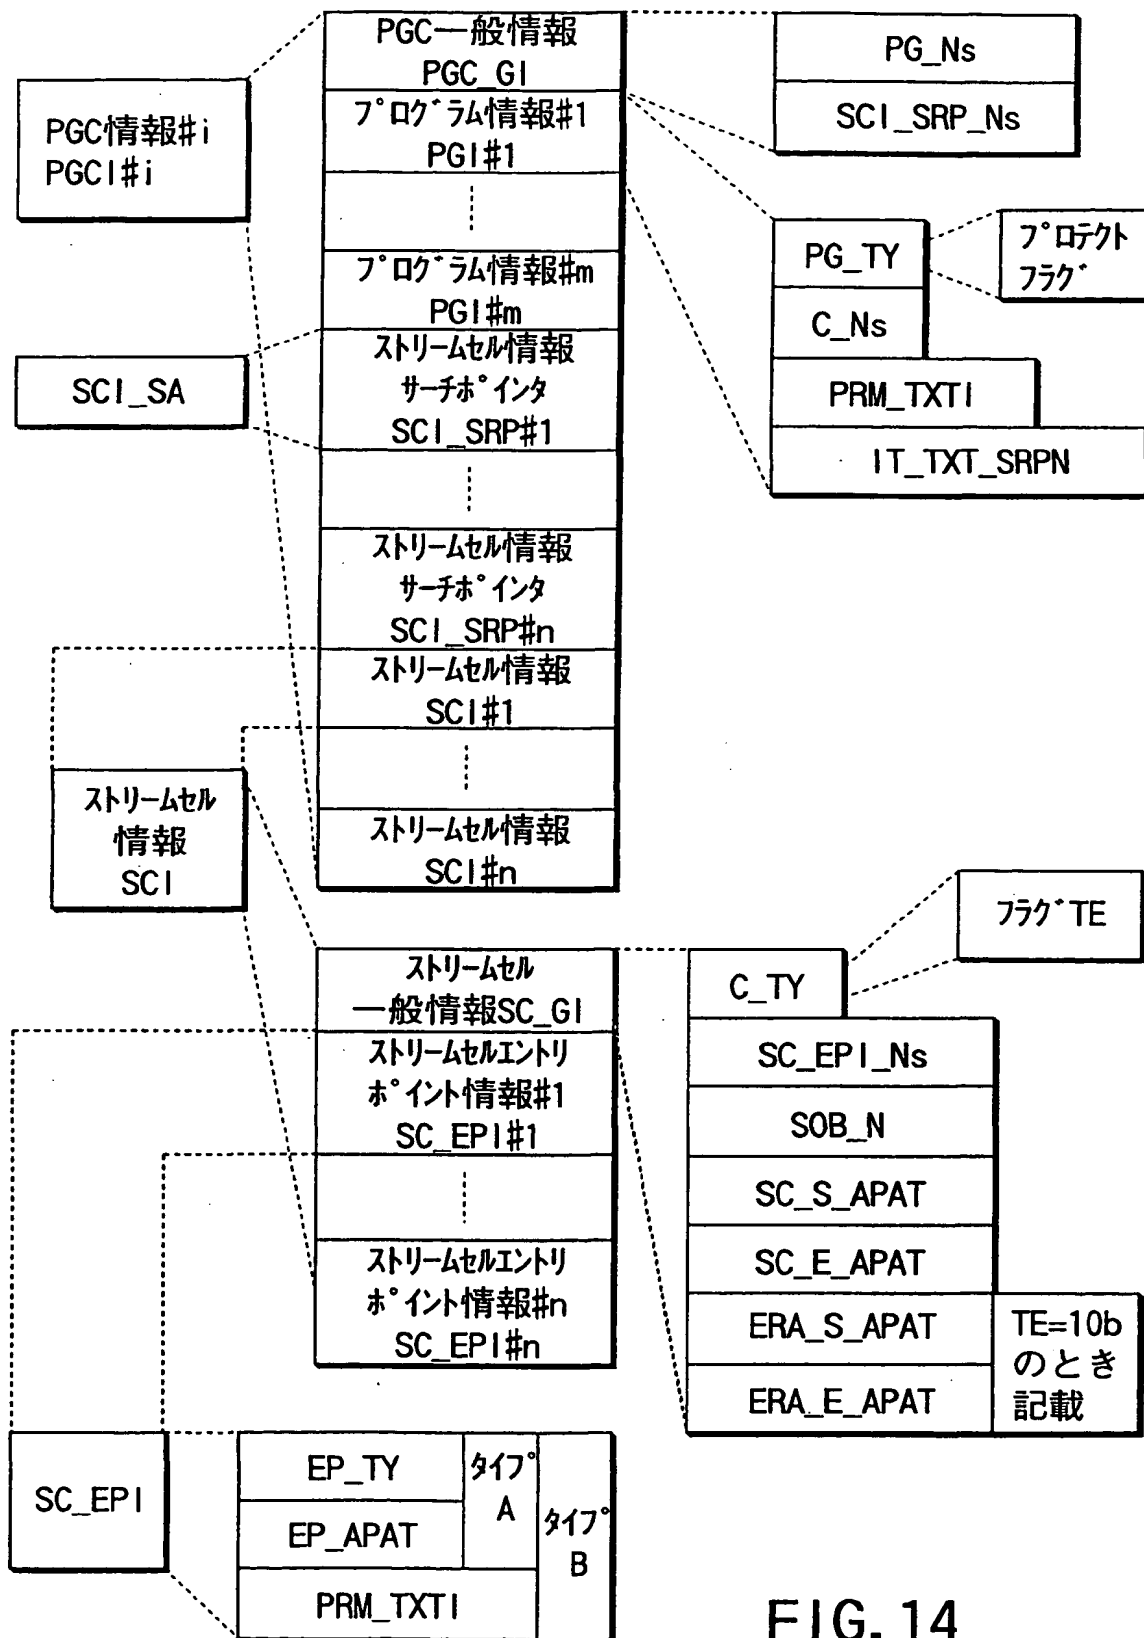 PGC情報#i
PGCI#i
PGC一般情報
PGC_GI
プログラム情報#1
PGI#1
プログラム情報#m
PGI#m
ストリームセル情報
サーチポインタ
SCI_SRP#1
ストリームセル情報
サーチポインタ
SCI_SRP#n
ストリームセル情報
SCI#1
ストリームセル情報
SCI#n
PG_Ns
SCI_SRP_Ns
PG_TY
プロテクト
フラグ
C_Ns
PRM_TXTI
IT_TXT_SRPN
SCI_SA
ストリームセル
情報
SCI
ストリームセル
一般情報SC_GI
ストリームセルエントリ
ポイント情報#1
SC_EPI#1
ストリームセルエントリ
ポイント情報#n
SC_EPI#n
フラグTE
C_TY
SC_EPI_Ns
SOB_N
SC_S_APAT
SC_E_APAT
ERA_S_APAT
ERA_E_APAT
TE=10b
のとき
記載
SC_EPI
EP_TY
EP_APAT
PRM_TXTI
タイプ
A
タイプ
B
FIG. 14